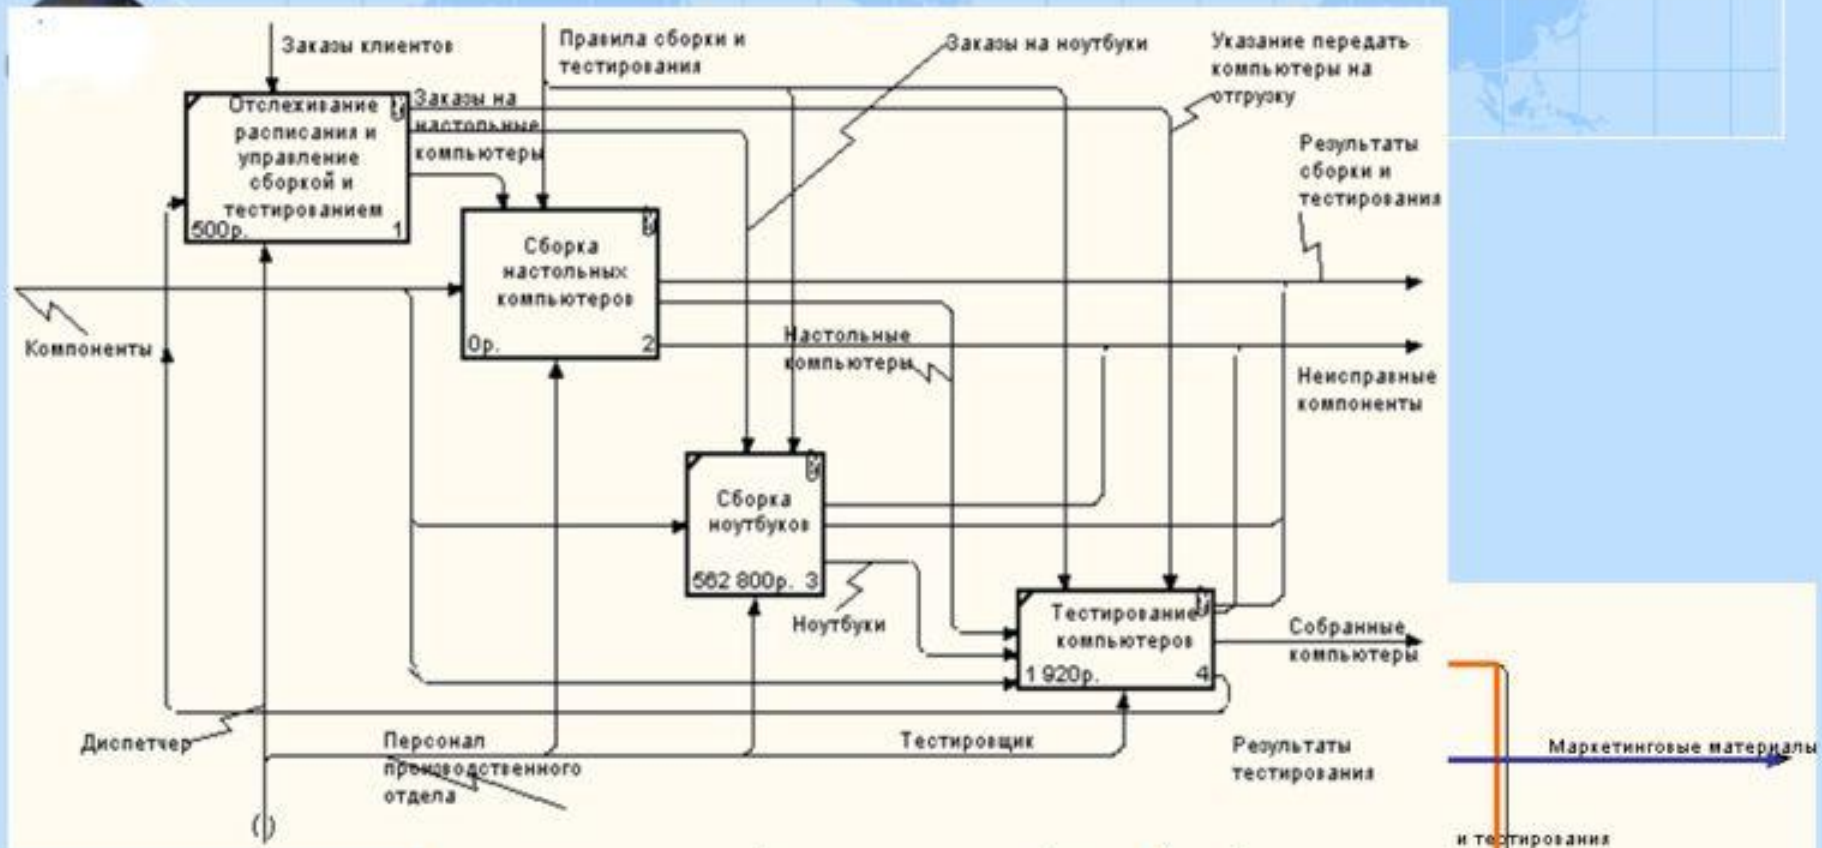 Заказы клиентов
Правила сборки и
тестирования
Заказы на ноутбуки
Указание передать
компьютеры на
отгрузку
Отслеживание
расписания и
управление
сборкой и
тестированием
500р. 1
Заказы на
настольные
компьютеры
Результаты
сборки и
тестирования
Сборка
настольных
компьютеров
0р. 2
Компоненты
Настольные
компьютеры
Неисправные
компоненты
Сборка
ноутбуков
562 800р. 3
Ноутбуки
Тестирование
компьютеров
1 920р. 4
Собранные
компьютеры
Диспетчер
Персонал
производственного
отдела
Тестировщик
Результаты
тестирования
Маркетинговые материалы
и тестирования
()